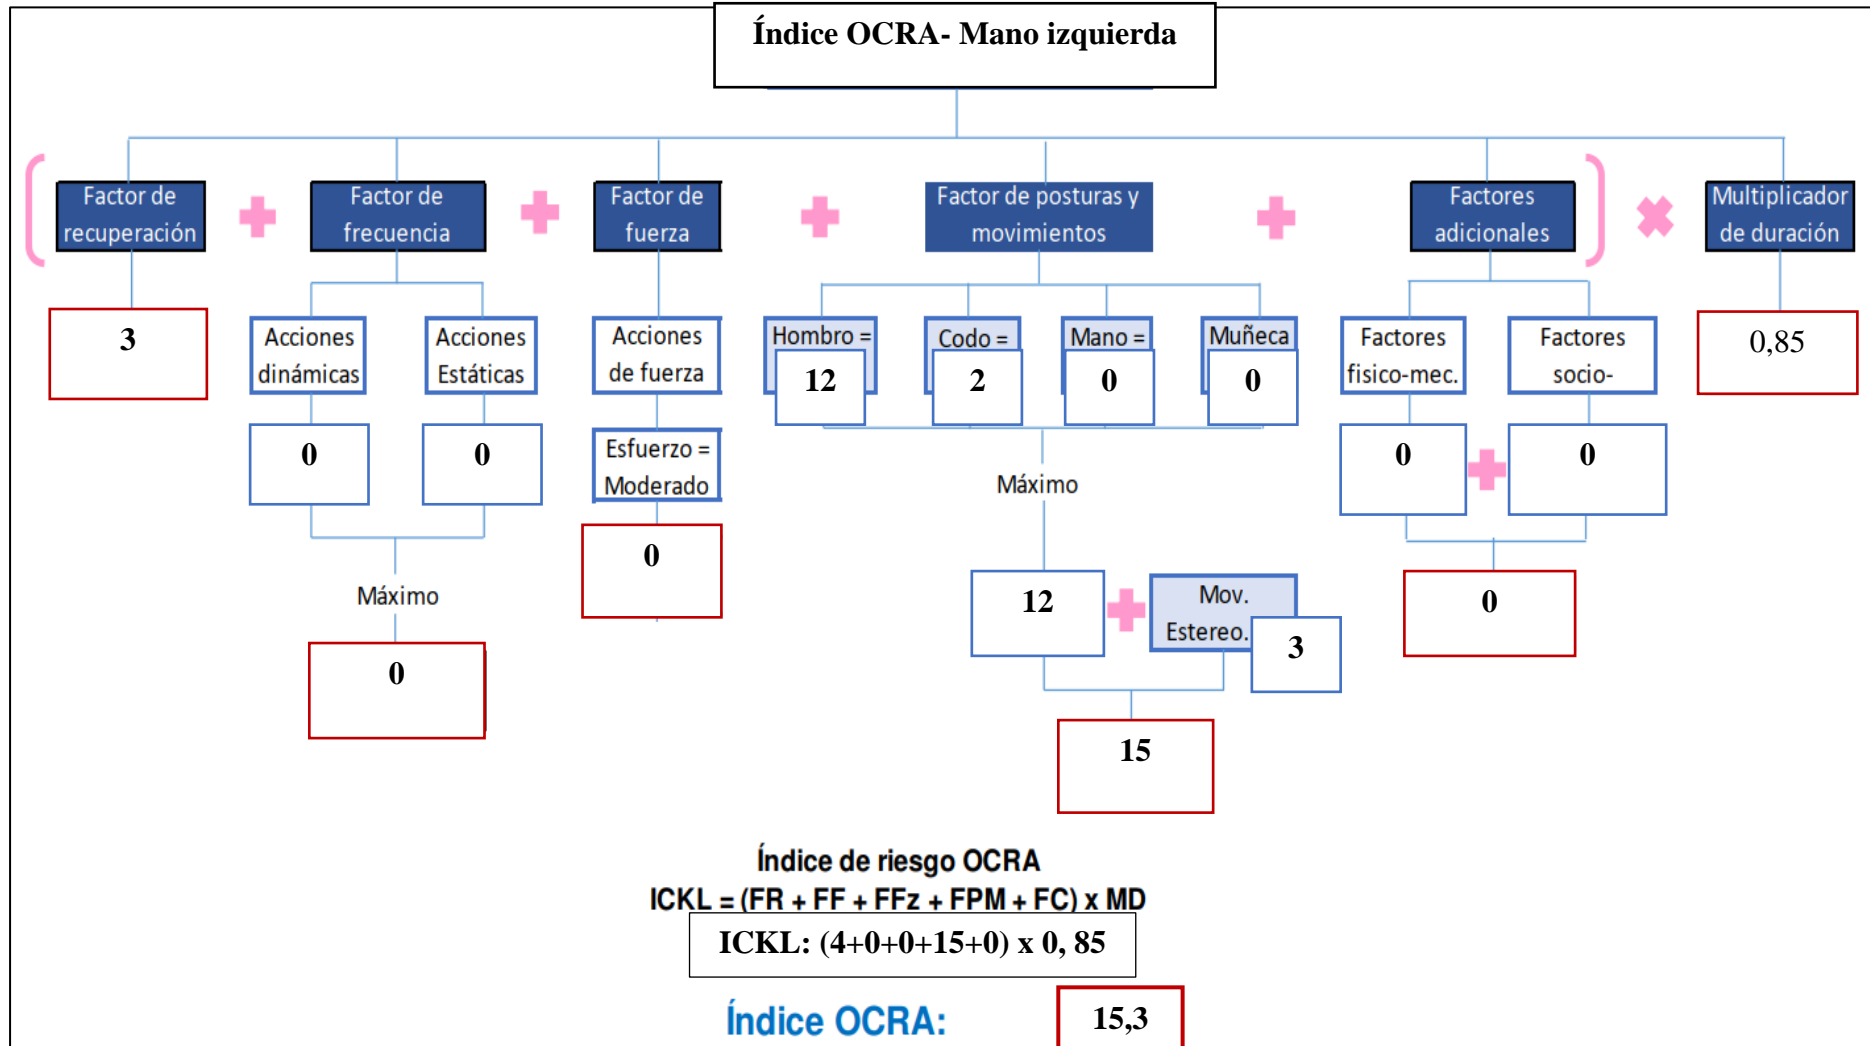 Índice OCRA- Mano izquierda
Factor de
recuperación
Factor de
frecuencia
Factor de
fuerza
Factor de posturas y
movimientos
Factores
adicionales
Multiplicador
de duración
3
Acciones
dinámicas
Acciones
Estáticas
Acciones
de fuerza
Hombro =
12
Codo =
2
Mano =
0
Muñeca
0
Factores
fisico-mec.
Factores
socio-
0,85
0
0
Esfuerzo =
Moderado
0
0
Máximo
0
Máximo
0
12
Mov.
Estereo.
3
0
15
Índice de riesgo OCRA
ICKL = (FR + FF + FFz + FPM + FC) x MD
ICKL: (4+0+0+15+0) x 0, 85
Índice OCRA:
15,3